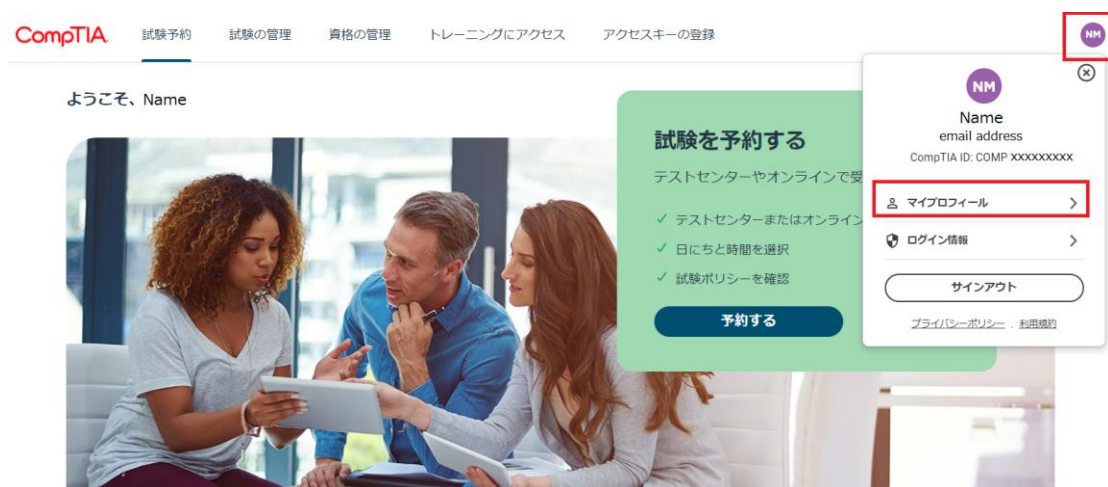 CompTIA.
試験予約
試験の管理
資格の管理
トレーニングにアクセス
アクセスキーの登録
NM
ようこそ、Name
試験を予約する
テストセンターやオンラインで受
✓ テストセンターまたはオンライン
✓ 日にちと時間を選択
✓ 試験ポリシーを確認
予約する
NM
Name
email address
CompTIA ID: COMP XXXXXXXXX
マイプロフィール
ログイン情報
サインアウト
プライバシーポリシー . 利用規約